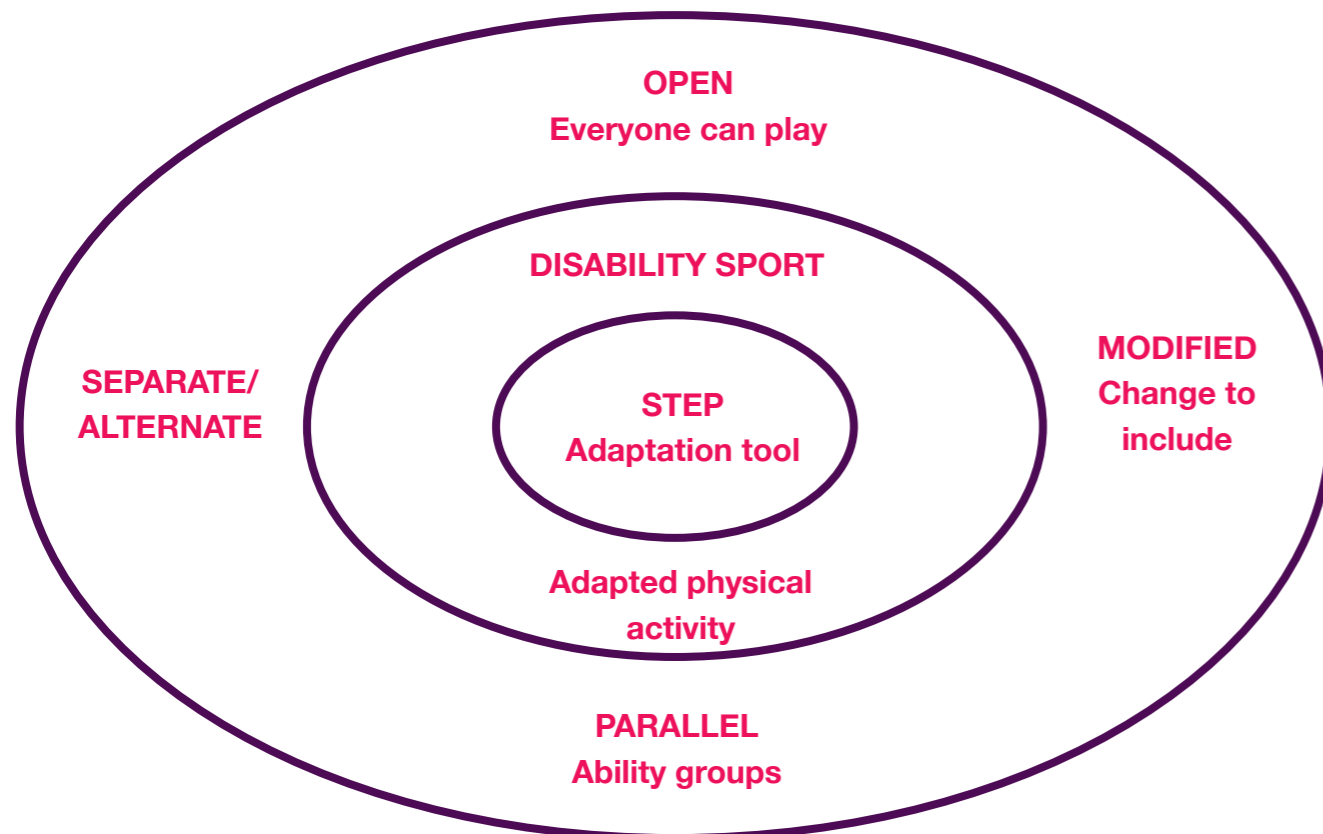 OPEN
Everyone can play
DISABILITY SPORT
SEPARATE/
ALTERNATE
STEP
Adaptation tool
MODIFIED
Change to
include
Adapted physical
activity
PARALLEL
Ability groups